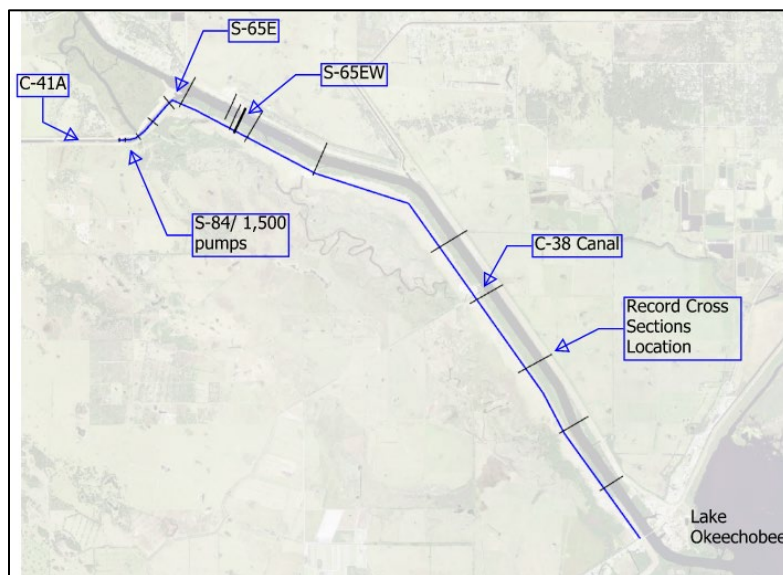 S-65E
S-65EW
C-41A
S-84/ 1,500
pumps
C-38 Canal
Record Cross
Sections
Location
Lake
Okeechobee